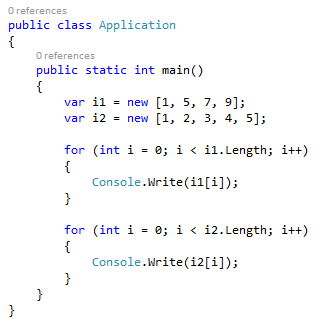 0 references
public class Application
{
0 references
public static int main()
{
var i1 = new [1, 5, 7, 9];
var i2 = new [1, 2, 3, 4, 5];
for (int i = 0; i < i1.Length; i++)
{
Console.Write(i1[i]);
}
for (int i = 0; i < i2.Length; i++)
{
Console.Write(i2[i]);
}
}
}